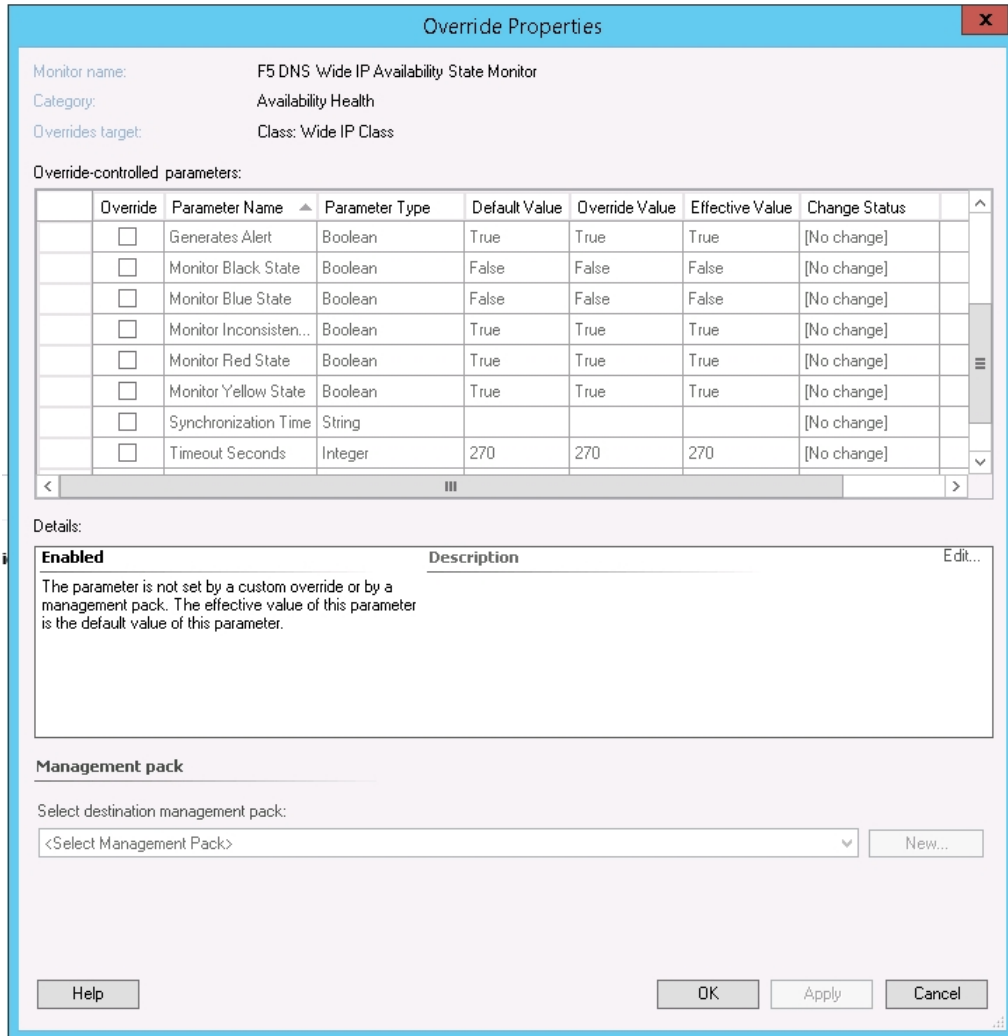 Override Properties
x
Monitor name: F5 DNS Wide IP Availability State Monitor
Category: Availability Health
Overrides target: Class: Wide IP Class
Override-controlled parameters:
Override Parameter Name Parameter Type Default Value Override Value Effective Value Change Status
Generates Alert Boolean True True True [No change]
Monitor Black State Boolean False False False [No change]
Monitor Blue State Boolean False False False [No change]
Monitor Inconsisten... Boolean True True True [No change]
Monitor Red State Boolean True True True [No change]
Monitor Yellow State Boolean True True True [No change]
Synchronization Time String [No change]
Timeout Seconds Integer 270 270 270 [No change]
Details:
Enabled Description Edit...
The parameter is not set by a custom override or by a
management pack. The effective value of this parameter
is the default value of this parameter.
Management pack
Select destination management pack:
<Select Management Pack> New...
Help OK Apply Cancel